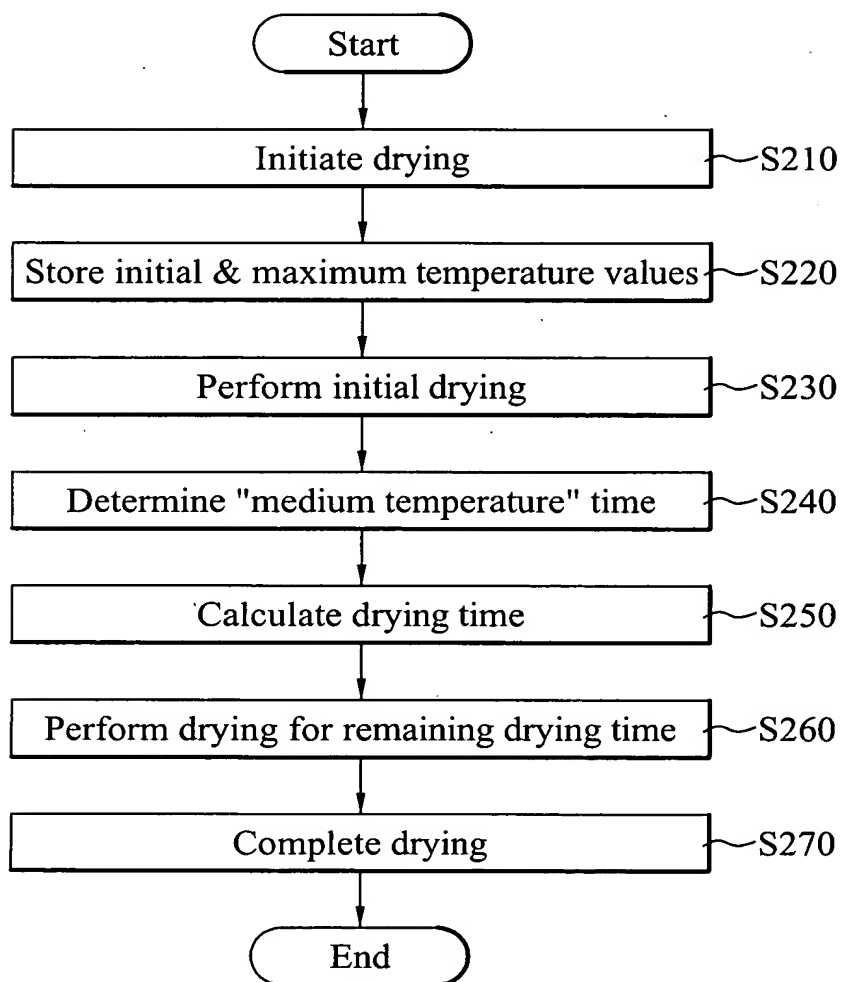 Start
Initiate drying S210
Store initial & maximum temperature values S220
Perform initial drying S230
Determine "medium temperature" time S240
Calculate drying time S250
Perform drying for remaining drying time S260
Complete drying S270
End